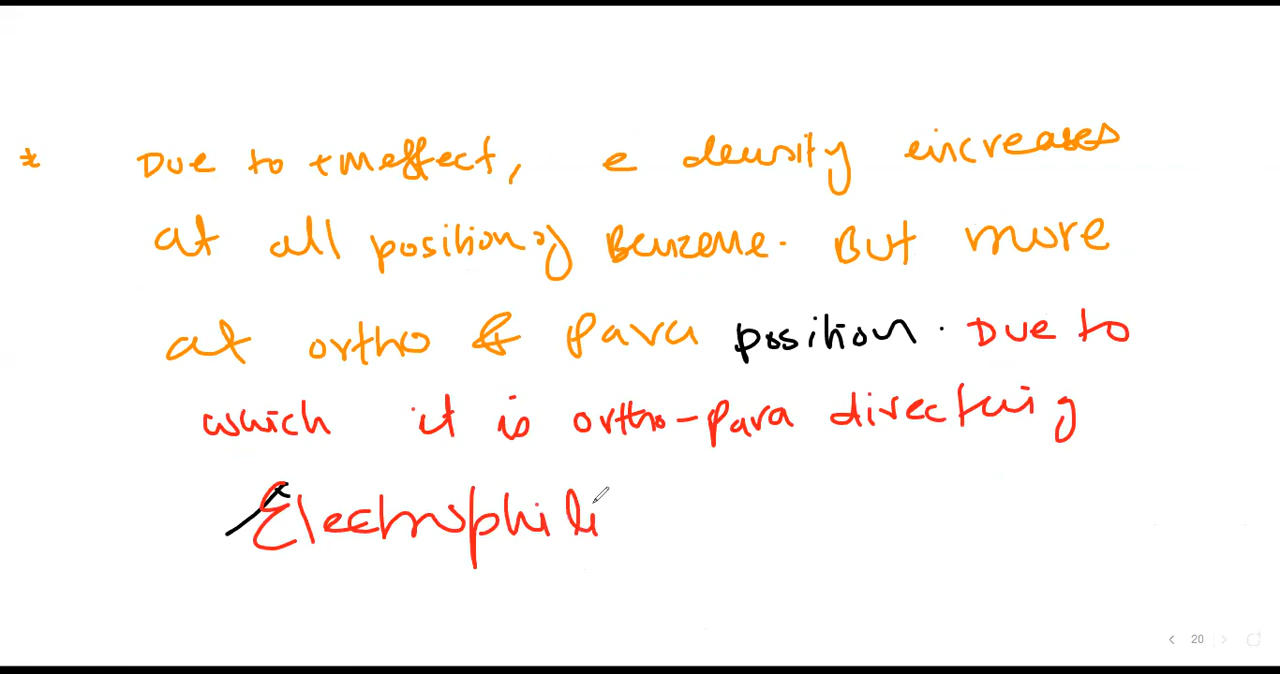 * Due to +M effect, e density increases
at all position of Benzene. But more
at ortho & para position. Due to
which it is ortho-para directing
Electrophili
20